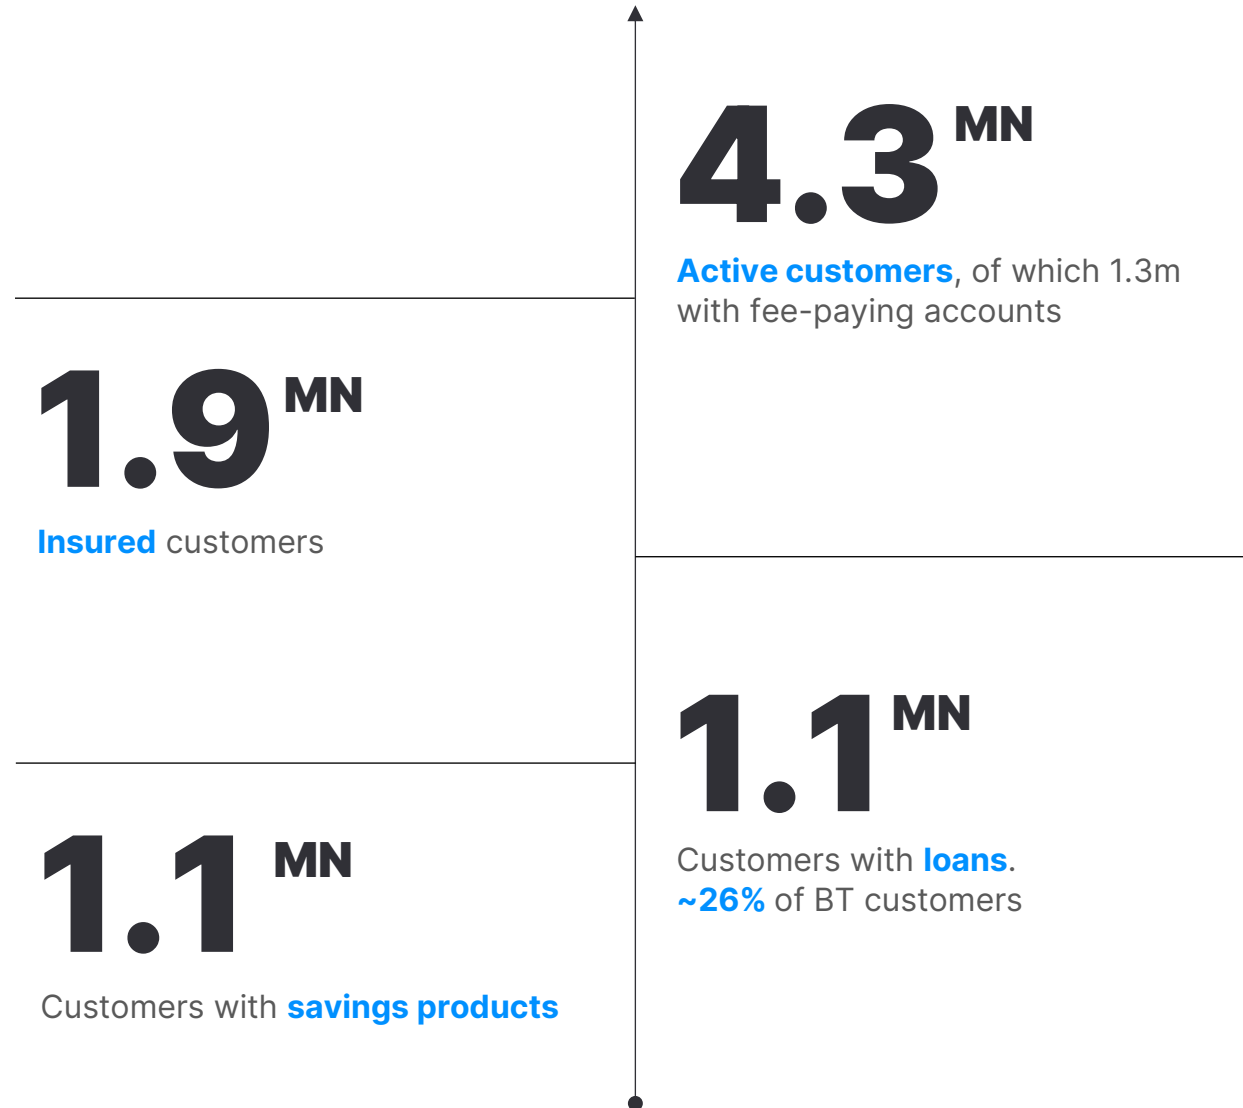 4.3 MN
Active customers, of which 1.3m
with fee-paying accounts
1.9 MN
Insured customers
1.1 MN
Customers with loans.
~26% of BT customers
1.1 MN
Customers with savings products